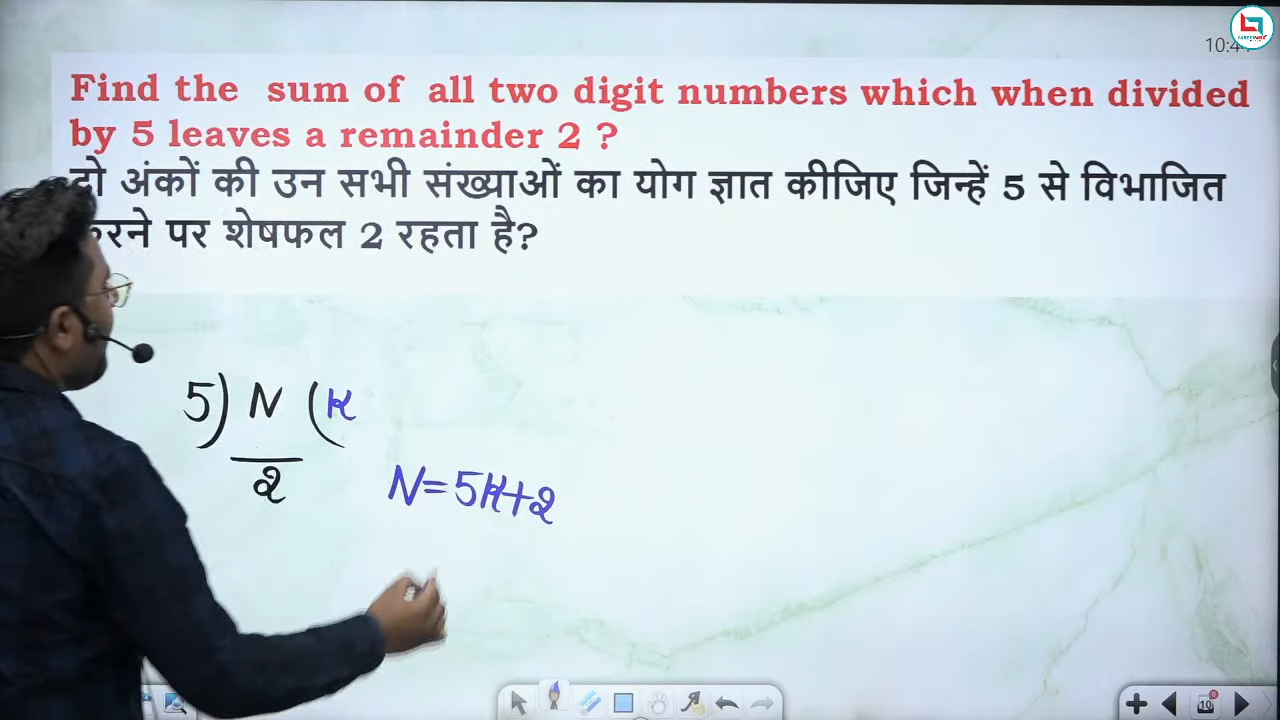 10:4
Find the sum of all two digit numbers which when divided
by 5 leaves a remainder 2 ?
दो अंकों की उन सभी संख्याओं का योग ज्ञात कीजिए जिन्हें 5 से विभाजित
करने पर शेषफल 2 रहता है?
5) N (K
2
N=5K+2
10